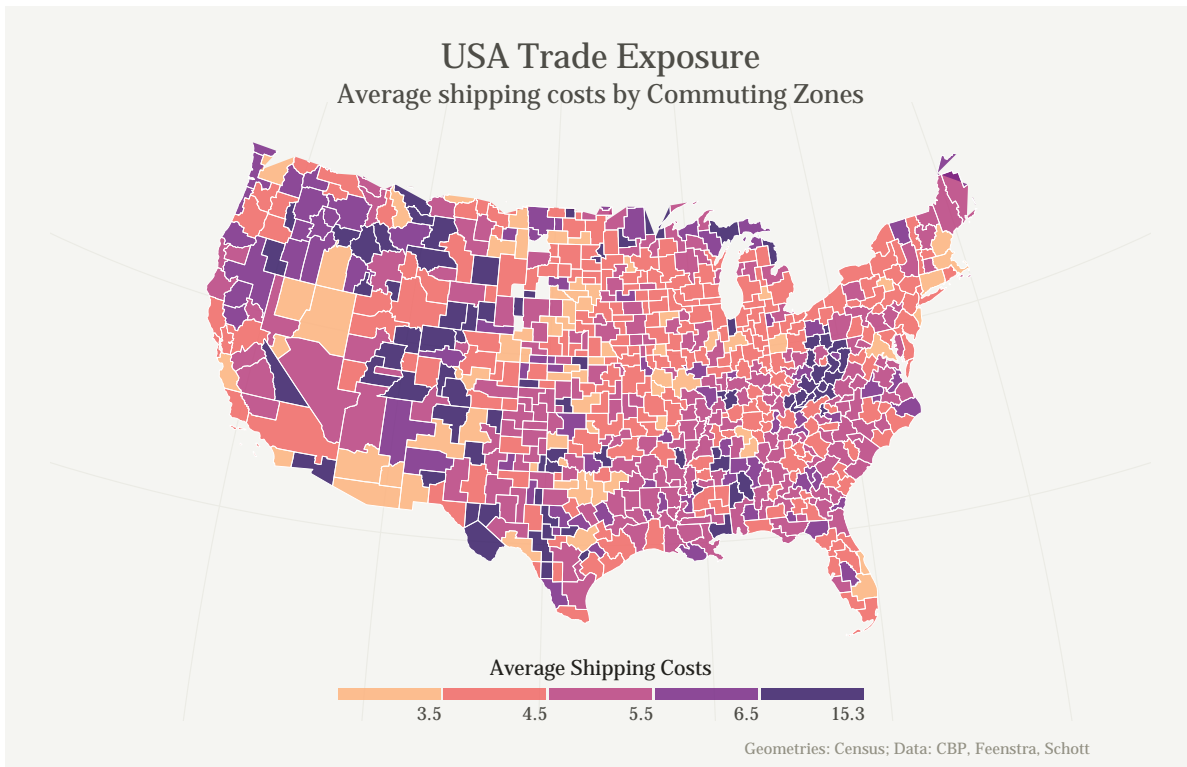 USA Trade Exposure
Average shipping costs by Commuting Zones
Average Shipping Costs
3.5 4.5 5.5 6.5 15.3
Geometries: Census; Data: CBP, Feenstra, Schott